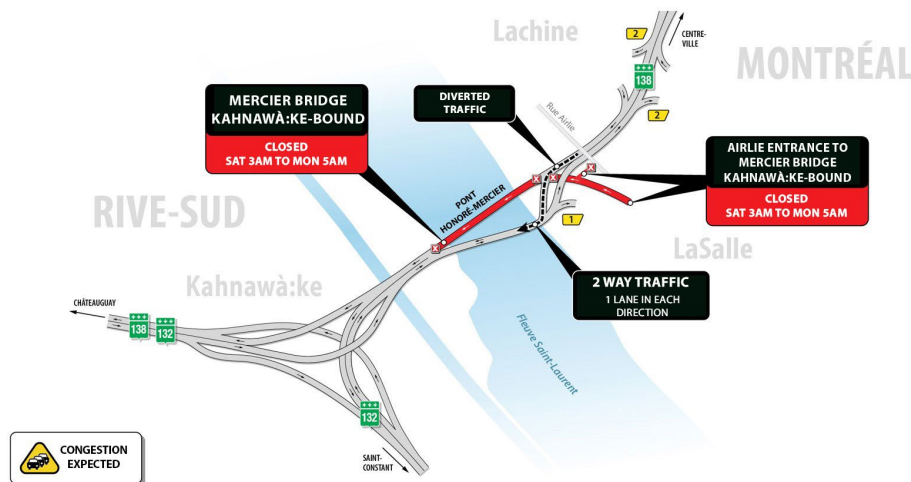 Lachine
2
CENTRE-
VILLE
MONTRÉAL
138
MERCIER BRIDGE
KAHNAWÀ:KE-BOUND
CLOSED
SAT 3AM TO MON 5AM
DIVERTED
TRAFFIC
Rue Airlie
2
AIRLIE ENTRANCE TO
MERCIER BRIDGE
KAHNAWÀ:KE-BOUND
CLOSED
SAT 3AM TO MON 5AM
X
X
X
X
PONT
HONORÉ-MERCIER
RIVE-SUD
1
LaSalle
Kahnawà:ke
2 WAY TRAFFIC
1 LANE IN EACH
DIRECTION
CHÂTEAUGUAY
138
132
Fleuve Saint-Laurent
132
CONGESTION
EXPECTED
SAINT-
CONSTANT